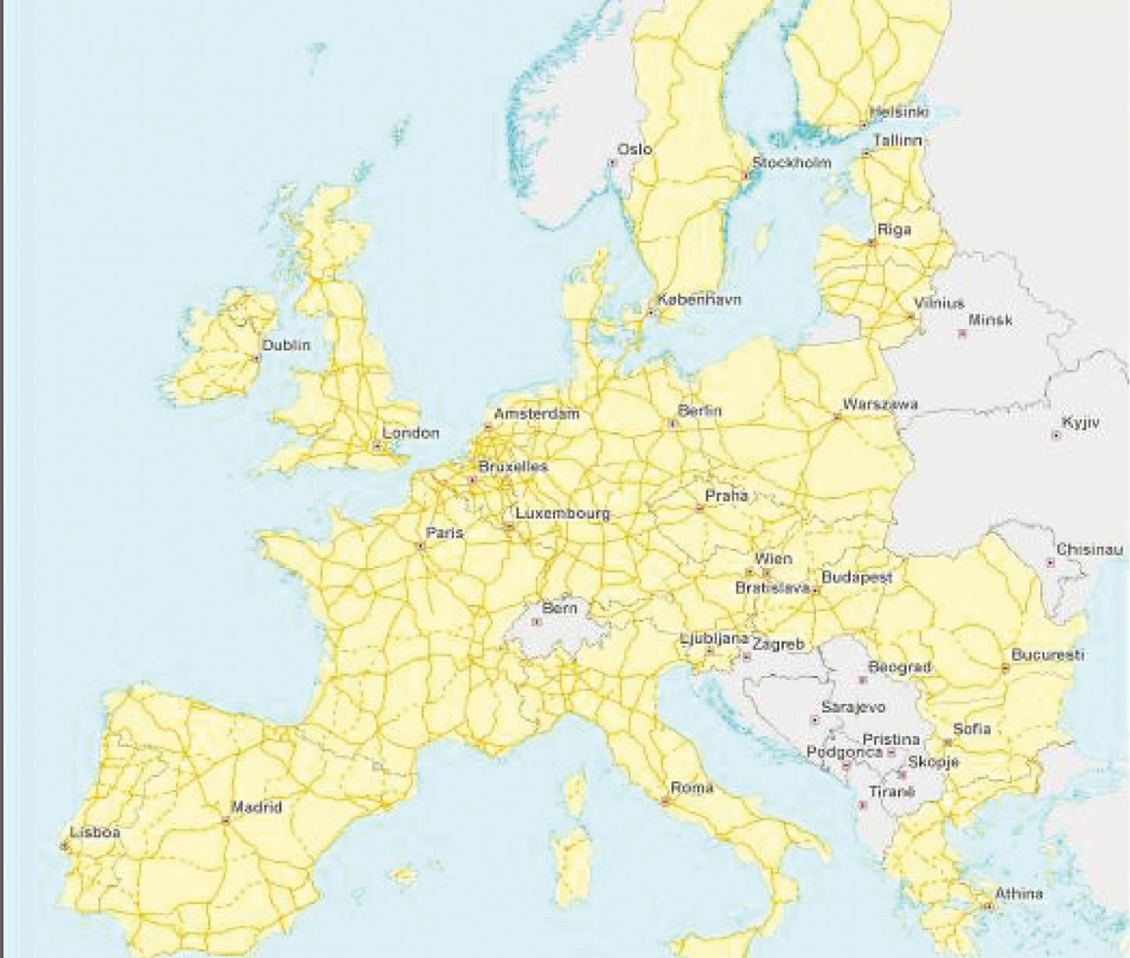 Helsinki
Tallinn
Oslo
Stockholm
Riga
København
Vilnius
Minsk
Dublin
Amsterdam
Berlin
Warszawa
Kyjiv
London
Bruxelles
Praha
Luxembourg
Paris
Chisinau
Wien
Budapest
Bratislava
Bern
Ljubljana
Zagreb
Bucuresti
Beograd
Sarajevo
Sofia
Pristina
Podgorica
Skopje
Roma
Tiranë
Madrid
Lisboa
Athina